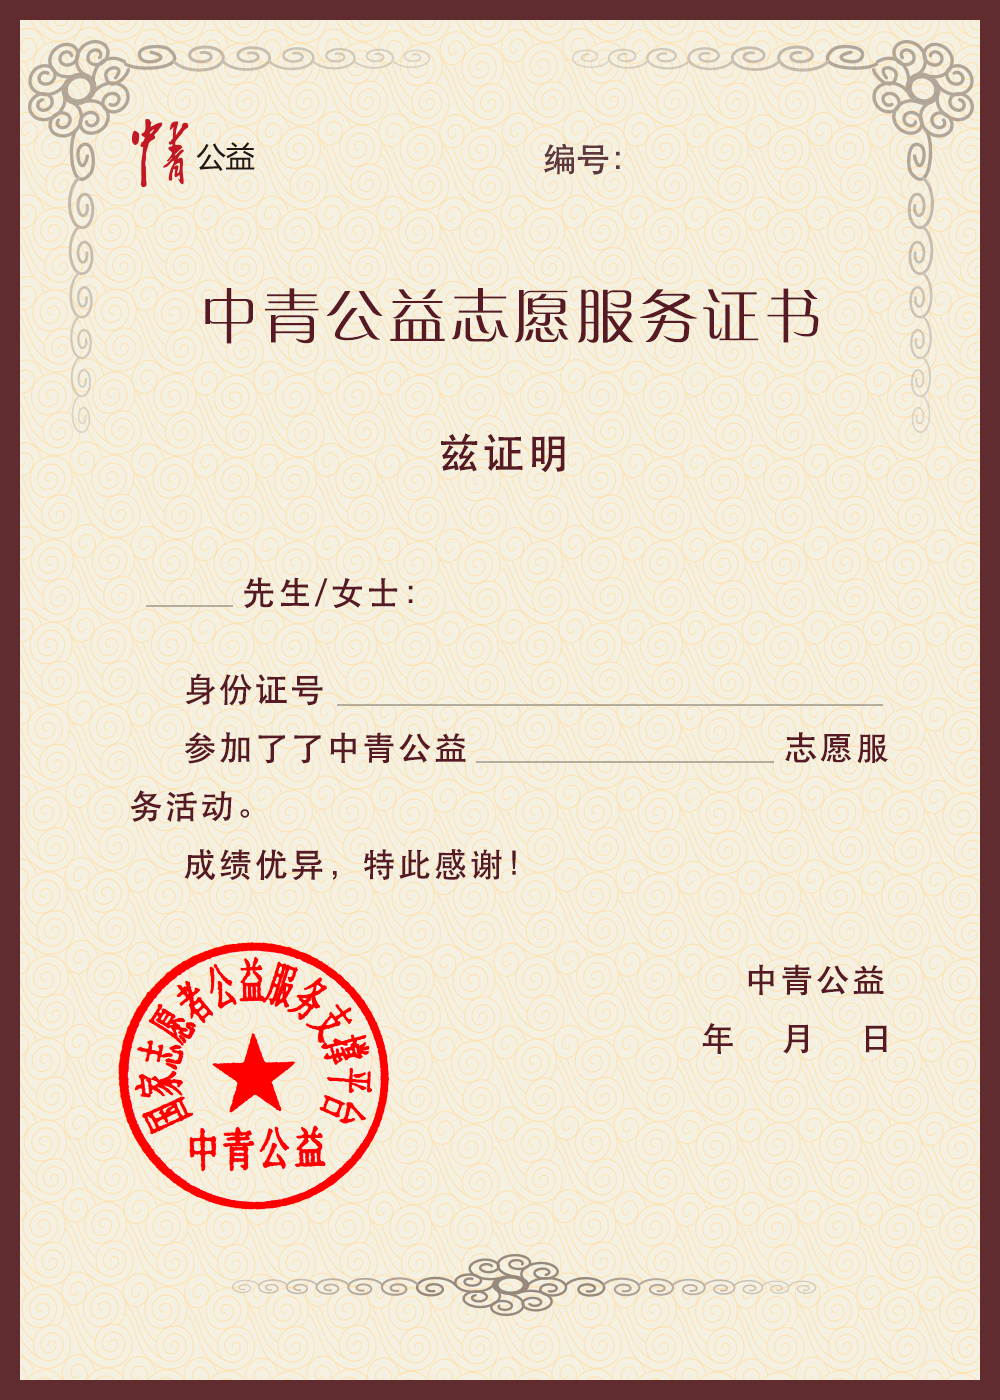 中青公益
编号：
中青公益志愿服务证书
兹证明
先生/女士：
身份证号
参加了了中青公益 志愿服
务活动。
成绩优异，特此感谢！
中青公益
年 月 日
国家志愿者公益服务支撑平台
中青公益